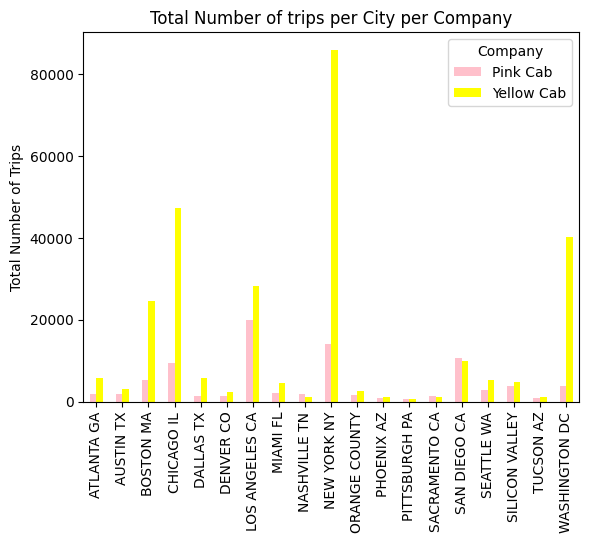 Total Number of trips per City per Company
Company
Pink Cab
Yellow Cab
Total Number of Trips
80000
60000
40000
20000
0
ATLANTA GA
AUSTIN TX
BOSTON MA
CHICAGO IL
DALLAS TX
DENVER CO
LOS ANGELES CA
MIAMI FL
NASHVILLE TN
NEW YORK NY
ORANGE COUNTY
PHOENIX AZ
PITTSBURGH PA
SACRAMENTO CA
SAN DIEGO CA
SEATTLE WA
SILICON VALLEY
TUCSON AZ
WASHINGTON DC